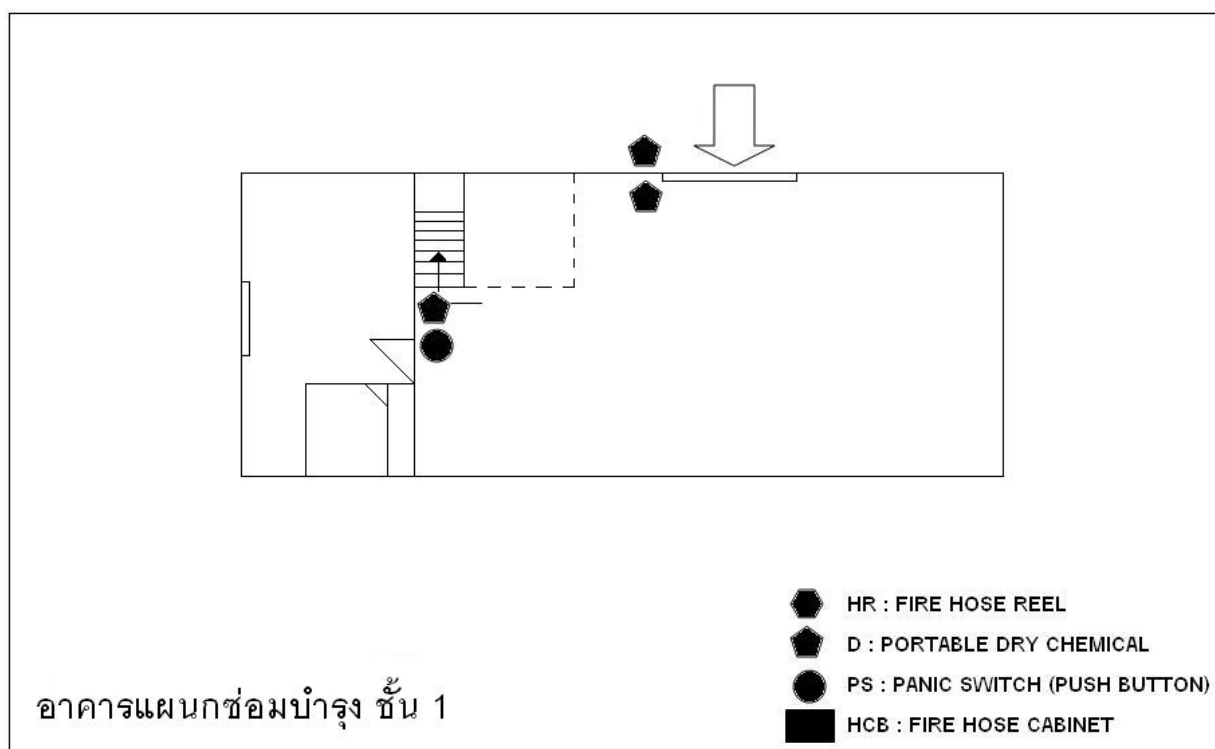 HR : FIRE HOSE REEL
D : PORTABLE DRY CHEMICAL
PS : PANIC SWITCH (PUSH BUTTON)
HCB : FIRE HOSE CABINET
อาคารแผนกซ่อมบำรุง ชั้น 1